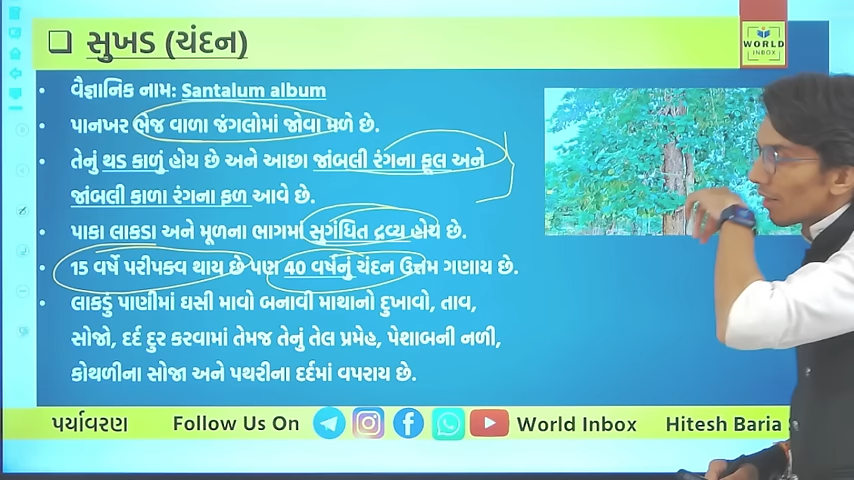 ❑ સુખડ (ચંદન)
WORLD
INBOX
• વૈજ્ઞાનિક નામ: Santalum album
• પાનખર ભેજ વાળા જંગલોમાં જોવા મળે છે.
• તેનું થડ કાળું હોય છે અને આછા જાંબલી રંગના ફૂલ અને
જાંબલી કાળા રંગના ફળ આવે છે.
• પાકા લાકડા અને મૂળના ભાગમાં સુગંધિત દ્રવ્ય હોય છે.
• 15 વર્ષે પરીપક્વ થાય છે પણ 40 વર્ષનું ચંદન ઉત્તમ ગણાય છે.
• લાકડું પાણીમાં ઘસી માવો બનાવી માથાનો દુખાવો, તાવ,
સોજો, દર્દ દુર કરવામાં તેમજ તેનું તેલ પ્રમેહ, પેશાબની નળી,
કોથળીના સોજા અને પથરીના દર્દમાં વપરાય છે.
પર્યાવરણ Follow Us On World Inbox Hitesh Baria